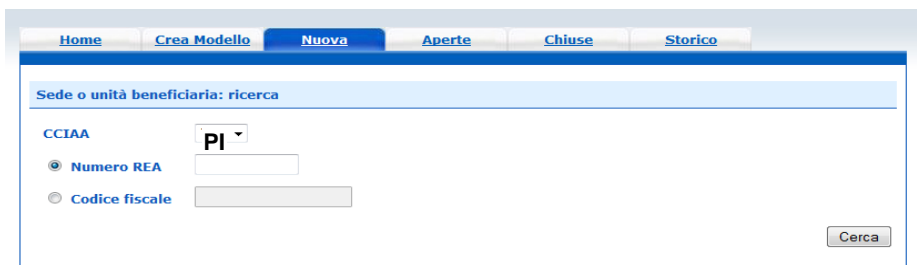 Home Crea Modello Nuova Aperte Chiuse Storico
Sede o unità beneficiaria: ricerca
CCIAA PI
Numero REA
Codice fiscale
Cerca